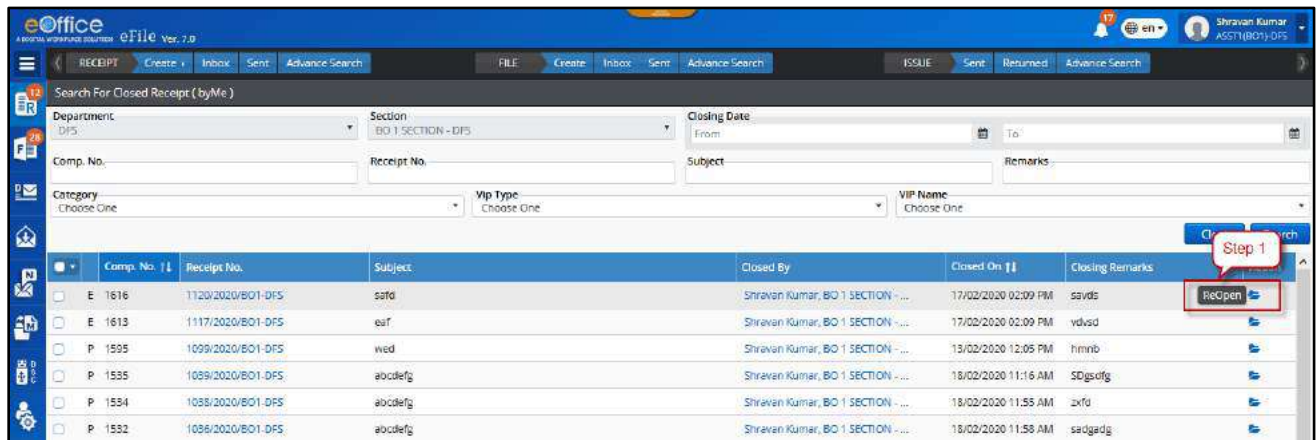 eOffice
A DIGITAL WORKPLACE SOLUTION eFile Ver. 7.0
17 en Shravan Kumar
ASST1(BO1)-DFS
RECEIPT Create Inbox Sent Advance Search FILE Create Inbox Sent Advance Search ISSUE Sent Returned Advance Search
12
Search For Closed Receipt ( byMe )
Department Section Closing Date
DFS BO 1 SECTION - DFS From To
28
Comp. No. Receipt No. Subject Remarks
Category Vip Type VIP Name
Choose One Choose One Choose One
Step 1
Comp. No. Receipt No. Subject Closed By Closed On Closing Remarks
E 1616 1120/2020/BO1-DFS safd Shravan Kumar, BO 1 SECTION - ... 17/02/2020 02:09 PM savds ReOpen
E 1613 1117/2020/BO1-DFS eaf Shravan Kumar, BO 1 SECTION - ... 17/02/2020 02:09 PM vdvsd
P 1595 1099/2020/BO1-DFS wed Shravan Kumar, BO 1 SECTION - ... 13/02/2020 12:05 PM hmnb
P 1535 1039/2020/BO1-DFS abcdefg Shravan Kumar, BO 1 SECTION - ... 18/02/2020 11:16 AM SDgsdfg
P 1534 1038/2020/BO1-DFS abcdefg Shravan Kumar, BO 1 SECTION - ... 18/02/2020 11:55 AM zxfd
P 1532 1036/2020/BO1-DFS abcdefg Shravan Kumar, BO 1 SECTION - ... 18/02/2020 11:58 AM sadgadg